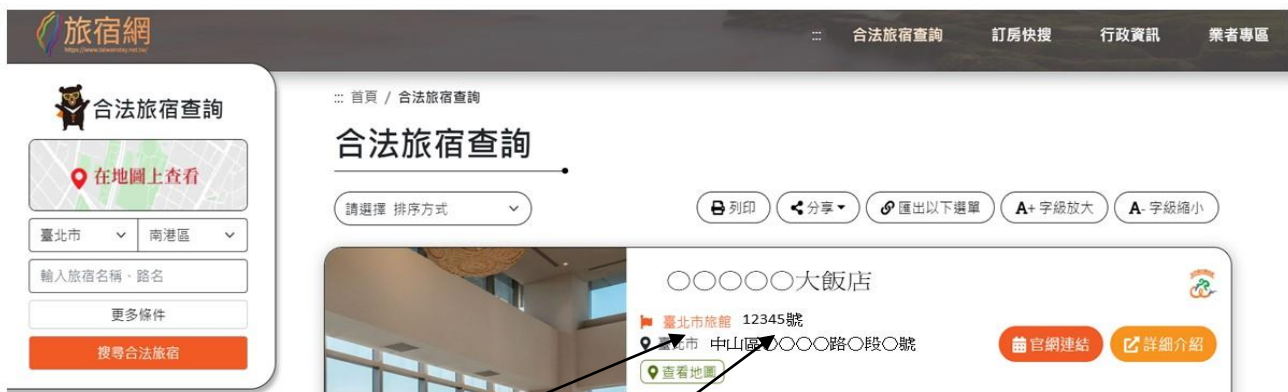 旅宿網
https://www.taiwanstay.net.tw/
::: 合法旅宿查詢 訂房快搜 行政資訊 業者專區
合法旅宿查詢
在地圖上查看
臺北市 南港區
輸入旅宿名稱、路名
更多條件
搜尋合法旅宿
::: 首頁 / 合法旅宿查詢
合法旅宿查詢
請選擇 排序方式
列印 分享 匯出以下選單 A+ 字級放大 A- 字級縮小
○○○○○大飯店
臺北市旅館 12345號
臺北市 中山區○○○○路○段○號
查看地圖
官網連結 詳細介紹